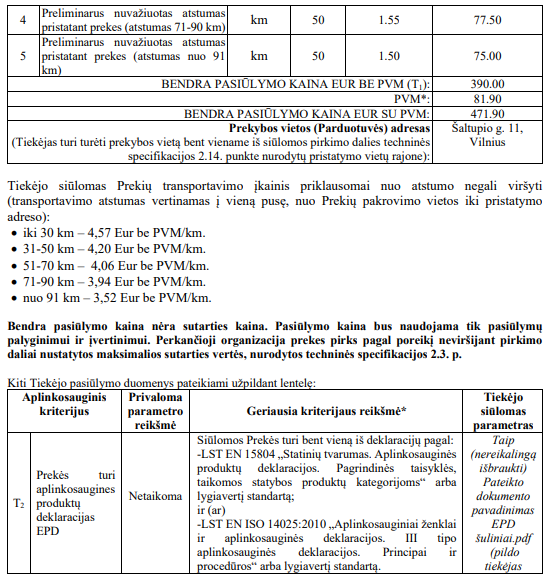 4 Preliminarus nuvažiuotas atstumas pristatant prekes (atstumas 71-90 km) km 50 1.55 77.50
5 Preliminarus nuvažiuotas atstumas pristatant prekes (atstumas nuo 91 km) km 50 1.50 75.00
BENDRA PASIŪLYMO KAINA EUR BE PVM (T1): 390.00
PVM*: 81.90
BENDRA PASIŪLYMO KAINA EUR SU PVM: 471.90
Prekybos vietos (Parduotuvės) adresas
(Tiekėjas turi turėti prekybos vietą bent viename iš siūlomos pirkimo dalies techninės
specifikacijos 2.14. punkte nurodytų pristatymo vietų rajone):
Šaltupio g. 11,
Vilnius
Tiekėjo siūlomas Prekių transportavimo įkainis priklausomai nuo atstumo negali viršyti
(transportavimo atstumas vertinamas į vieną pusę, nuo Prekių pakrovimo vietos iki pristatymo
adreso):
• iki 30 km – 4,57 Eur be PVM/km.
• 31-50 km – 4,20 Eur be PVM/km.
• 51-70 km – 4,06 Eur be PVM/km.
• 71-90 km – 3,94 Eur be PVM/km.
• nuo 91 km – 3,52 Eur be PVM/km.
Bendra pasiūlymo kaina nėra sutarties kaina. Pasiūlymo kaina bus naudojama tik pasiūlymų
palyginimui ir įvertinimui. Perkančioji organizacija prekes pirks pagal poreikį neviršijant pirkimo
daliai nustatytos maksimalios sutarties vertės, nurodytos techninės specifikacijos 2.3. p.
Kiti Tiekėjo pasiūlymo duomenys pateikiami užpildant lentelę:
Aplinkosauginis
kriterijus
Privaloma
parametro
reikšmė
Geriausia kriterijaus reikšmė*
Tiekėjo
siūlomas
parametras
T2
Prekės turi
aplinkosaugines
produktų
deklaracijas
EPD
Netaikoma
Siūlomos Prekės turi bent vieną iš deklaracijų pagal:
-LST EN 15804 „Statinių tvarumas. Aplinkosauginės
produktų deklaracijos. Pagrindinės taisyklės,
taikomos statybos produktų kategorijoms“ arba
lygiavertį standartą;
ir (ar)
-LST EN ISO 14025:2010 „Aplinkosauginiai ženklai
ir aplinkosauginės deklaracijos. III tipo
aplinkosauginės deklaracijos. Principai ir
procedūros“ arba lygiavertį standartą.
Taip
(nereikalingą
išbraukti)
Pateikto
dokumento
pavadinimas
EPD
šuliniai.pdf
(pildo
tiekėjas